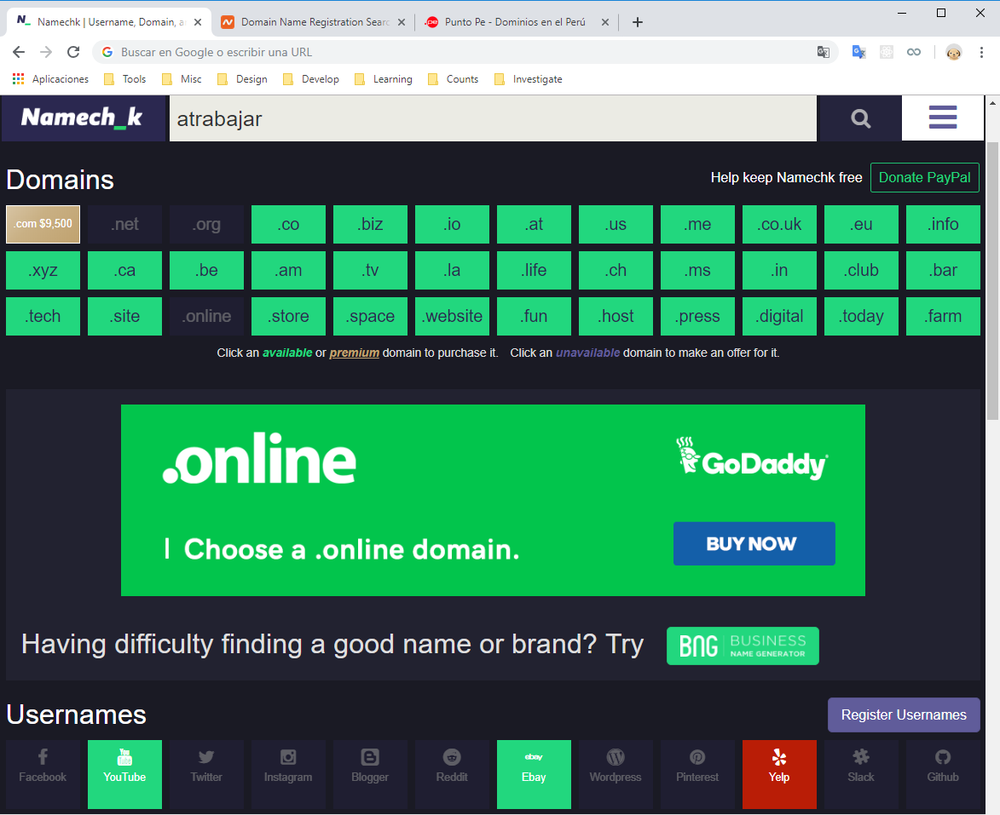 Namechk | Username, Domain, a
Domain Name Registration Searc
Punto Pe - Dominios en el Perú
Buscar en Google o escribir una URL
Aplicaciones Tools Misc Design Develop Learning Counts Investigate
Namech_k atrabajar
Domains Help keep Namechk free Donate PayPal
.com $9,500 .net .org .co .biz .io .at .us .me .co.uk .eu .info
.xyz .ca .be .am .tv .la .life .ch .ms .in .club .bar
.tech .site .online .store .space .website .fun .host .press .digital .today .farm
Click an available or premium domain to purchase it. Click an unavailable domain to make an offer for it.
.online GoDaddy
Choose a .online domain. BUY NOW
Having difficulty finding a good name or brand? Try BNG BUSINESS NAME GENERATOR
Usernames Register Usernames
Facebook YouTube Twitter Instagram Blogger Reddit Ebay Wordpress Pinterest Yelp Slack Github